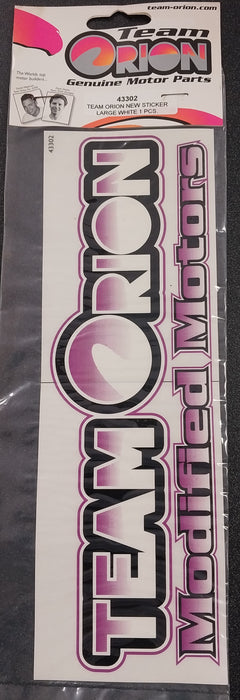 team-orion.com
Team
ORION
Genuine Motor Parts
The Worlds top
motor builders...
43302
TEAM ORION NEW STICKER
LARGE WHITE 1 PCS.
43302
TEAM ORION
Modified Motors